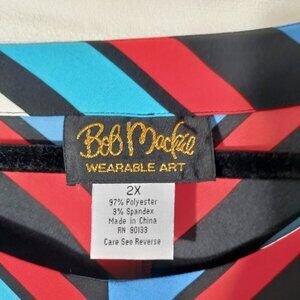 Bob Mackie
WEARABLE ART
2X
97% Polyester
3% Spandex
Made in China
RN 90133
Care See Reverse